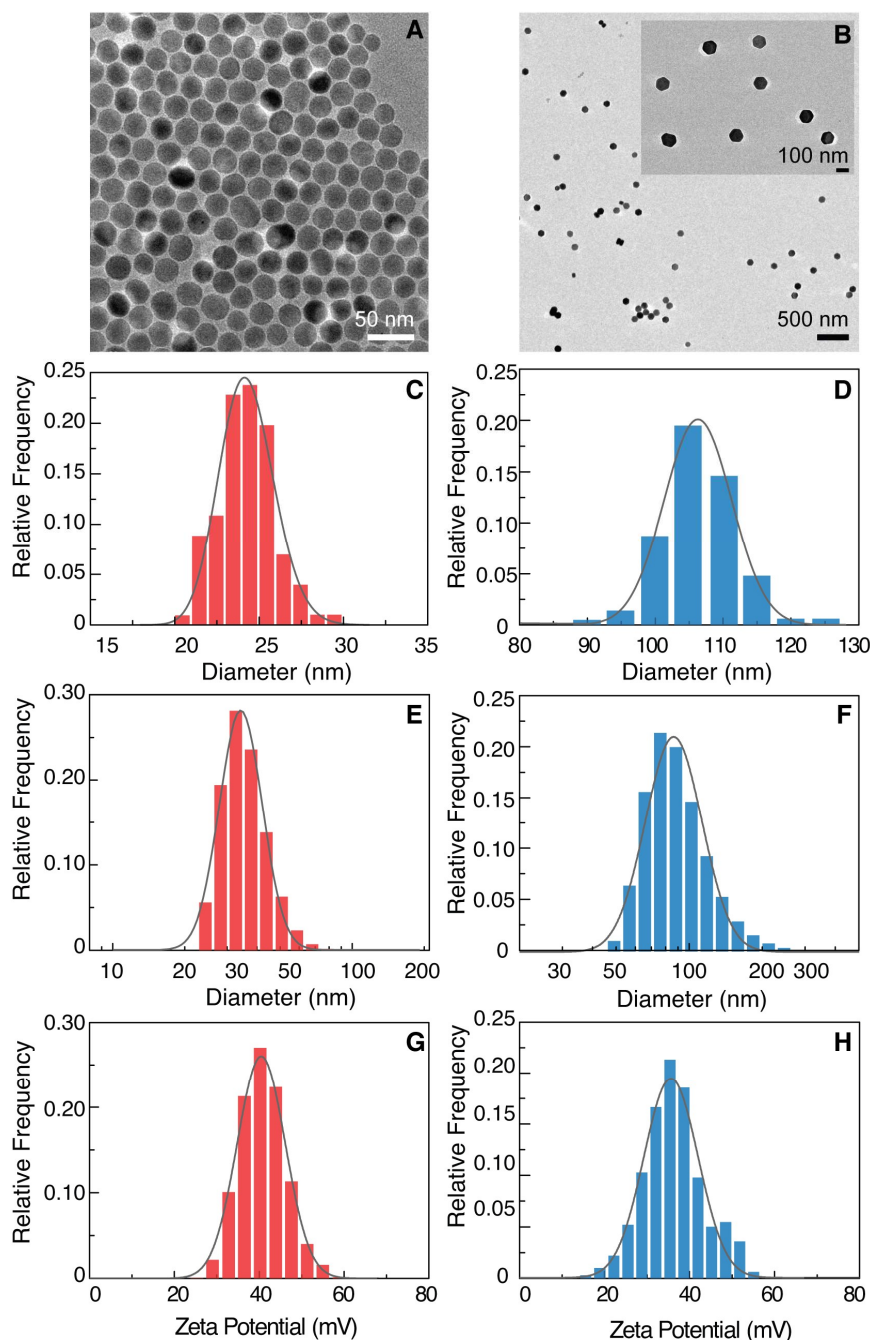 A
50 nm
B
100 nm
500 nm
C
Relative Frequency
0.25
0.20
0.15
0.10
0.05
0
15 20 25 30 35
Diameter (nm)
D
Relative Frequency
0.25
0.20
0.15
0.10
0.05
0
80 90 100 110 120 130
Diameter (nm)
E
Relative Frequency
0.30
0.20
0.10
0
10 20 30 50 100 200
Diameter (nm)
F
Relative Frequency
0.25
0.20
0.15
0.10
0.05
0
30 50 100 200 300
Diameter (nm)
G
Relative Frequency
0.30
0.20
0.10
0
0 20 40 60 80
Zeta Potential (mV)
H
Relative Frequency
0.25
0.20
0.15
0.10
0.05
0
0 20 40 60 80
Zeta Potential (mV)